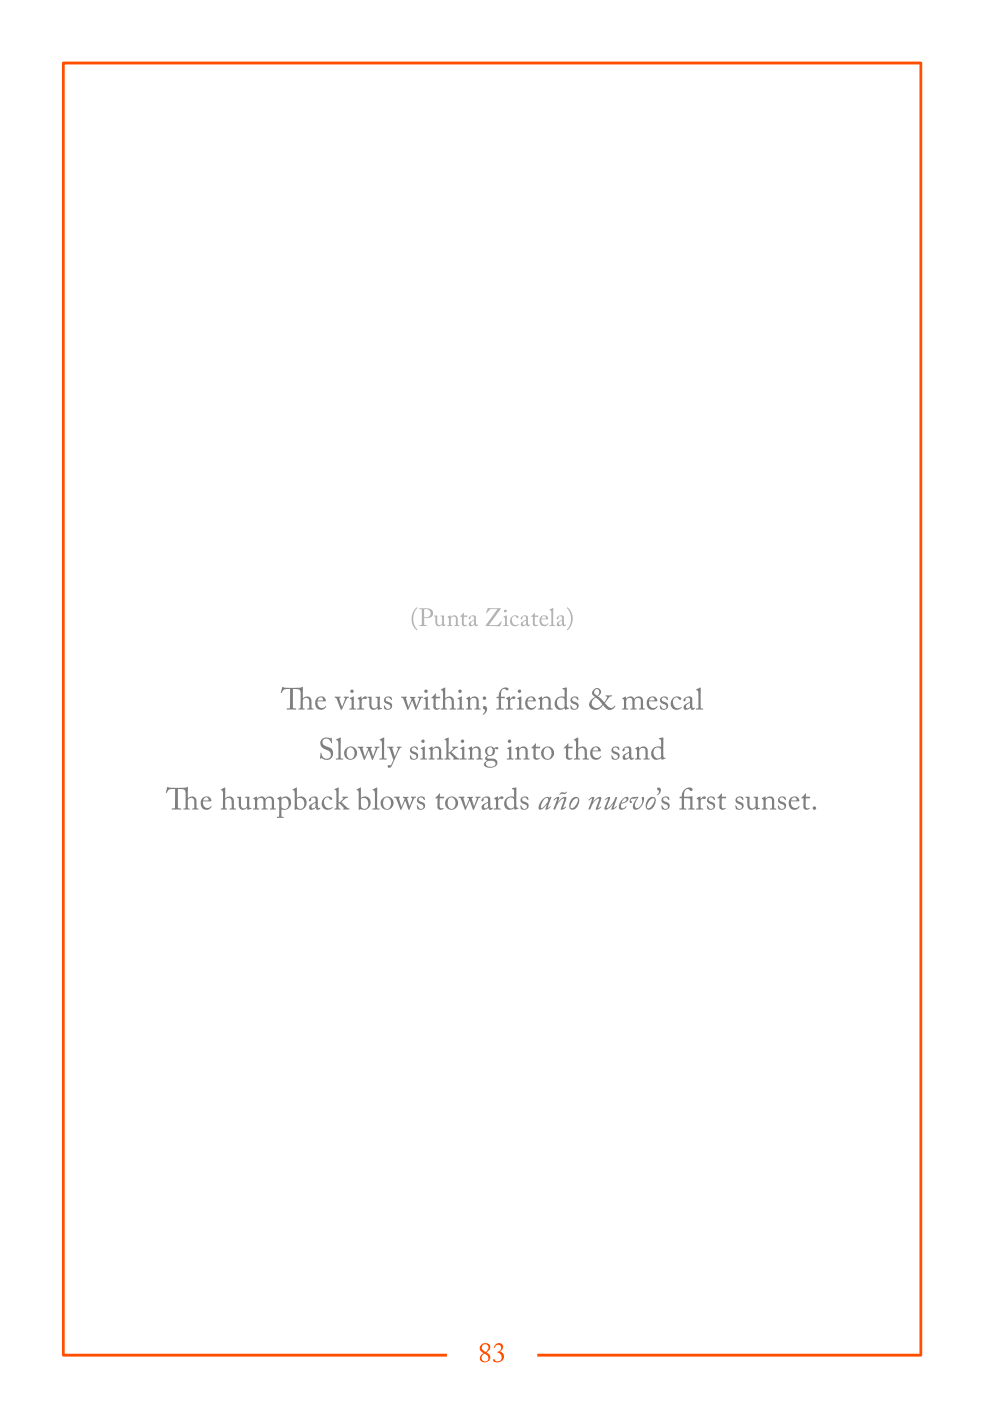 (Punta Zicatela)
The virus within; friends & mescal
Slowly sinking into the sand
The humpback blows towards año nuevo’s first sunset.
83